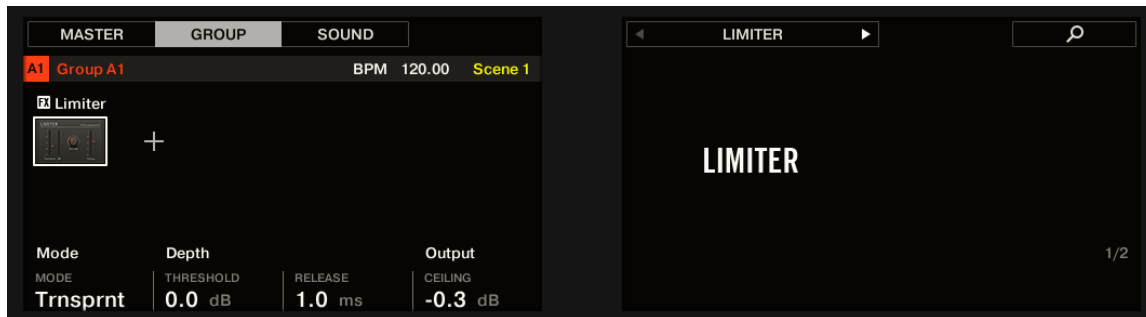 MASTER GROUP SOUND
A1 Group A1 BPM 120.00 Scene 1
FX Limiter
Mode Depth Output
MODE THRESHOLD RELEASE CEILING
Trnsprnt 0.0 dB 1.0 ms -0.3 dB
LIMITER
LIMITER
1/2